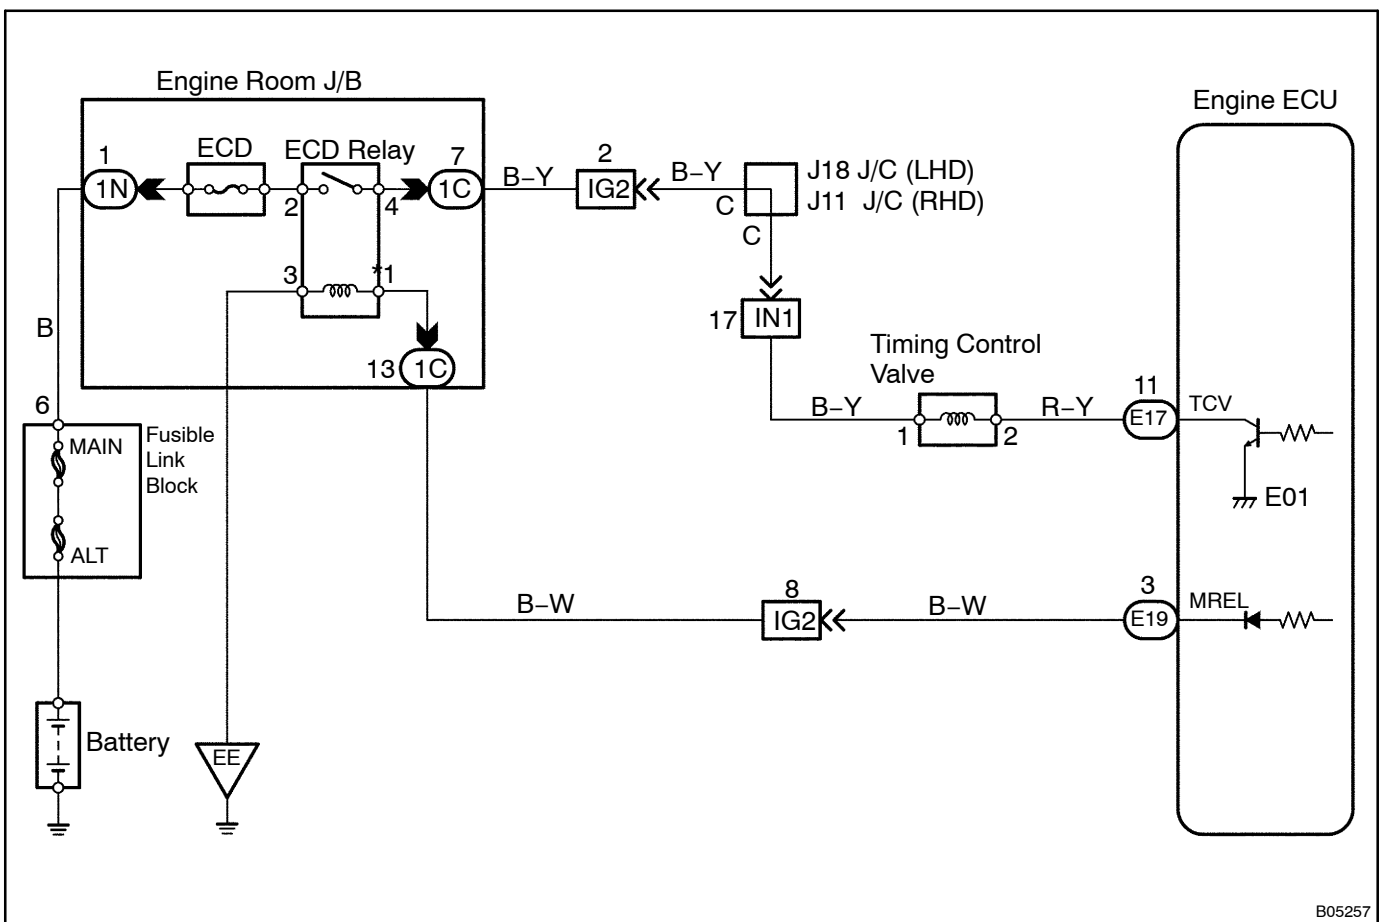 Engine Room J/B
Engine ECU
1
ECD
ECD Relay
7
2
1N
1C
B–Y
IG2
B–Y
J18 J/C (LHD)
J11 J/C (RHD)
2
4
C
C
3
*1
17
IN1
B
13
1C
Timing Control
Valve
6
MAIN
Fusible
Link
Block
ALT
B–Y
1
2
R–Y
11
E17
TCV
E01
B–W
8
IG2
B–W
3
E19
MREL
Battery
EE
B05257